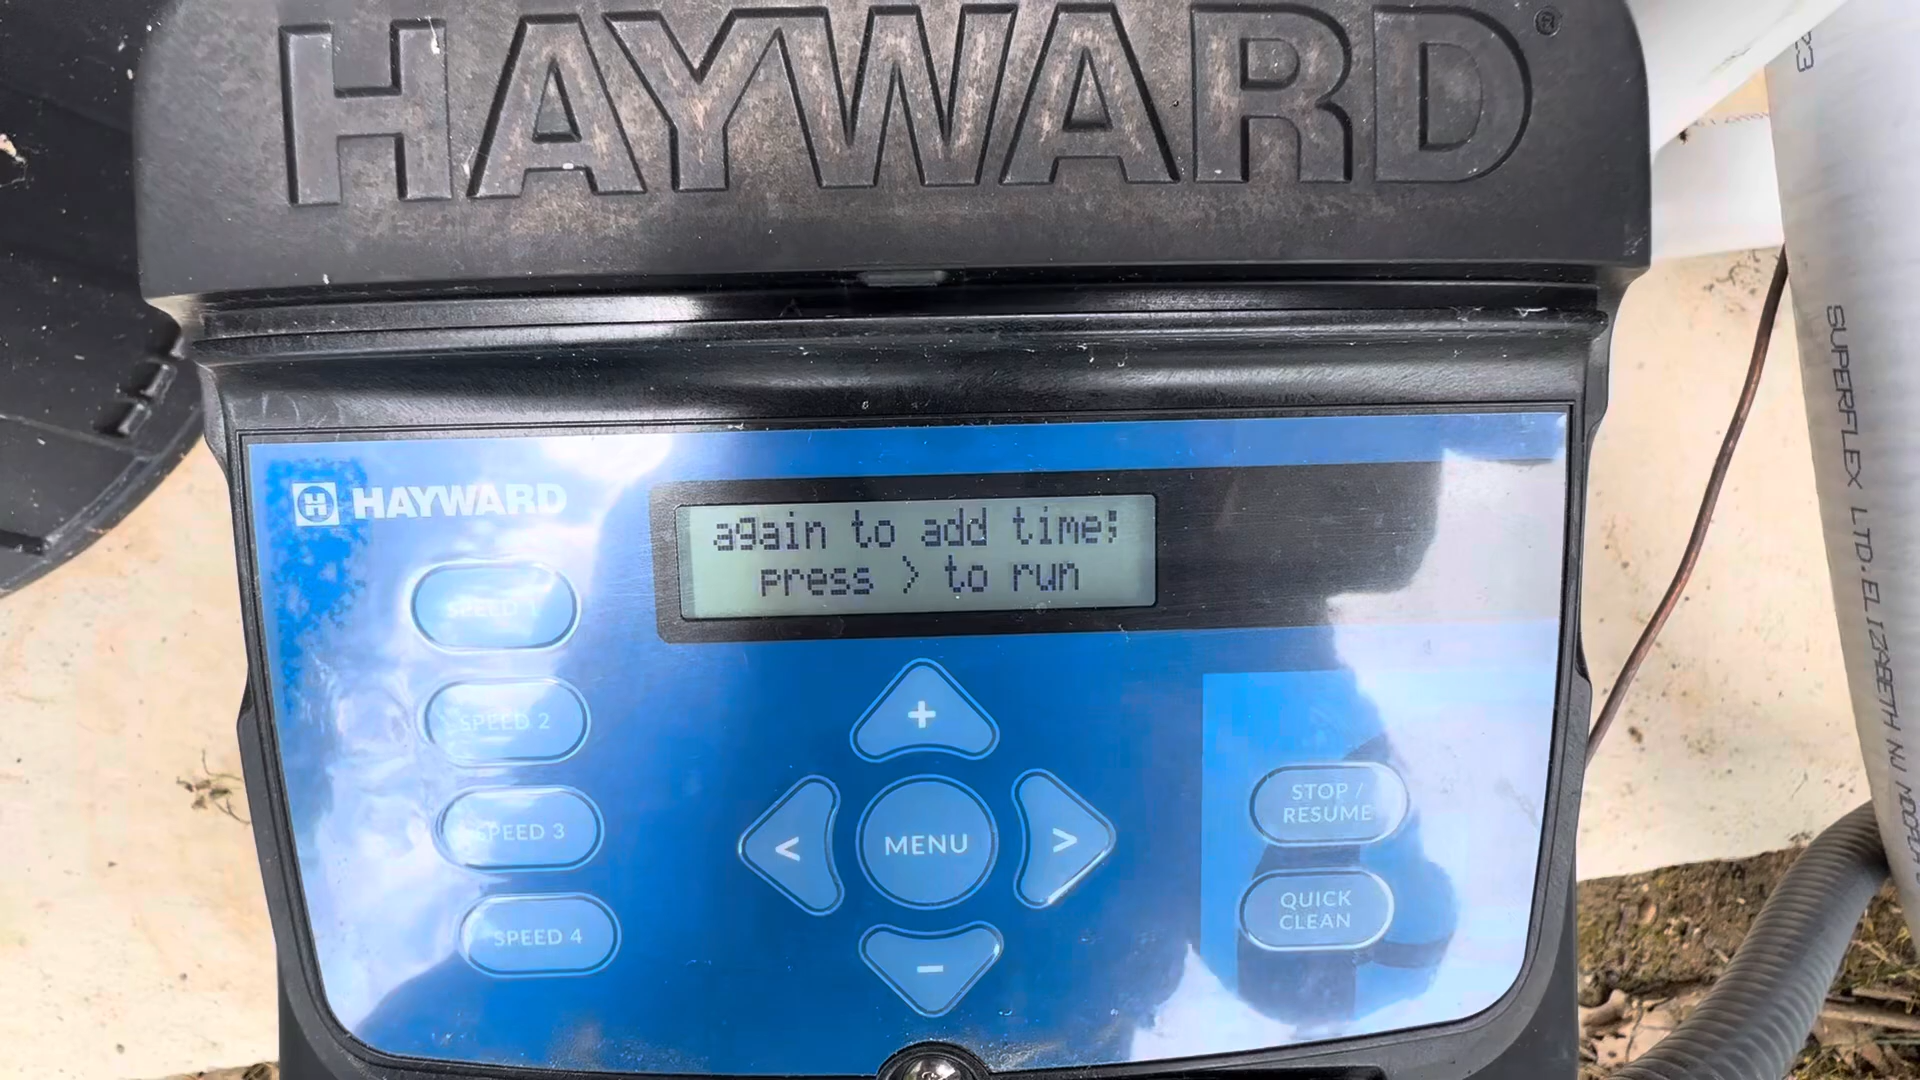 HAYWARD®
HAYWARD
again to add time;
press > to run
SPEED 1
SPEED 2
SPEED 3
SPEED 4
+
<
MENU
>
−
STOP /
RESUME
QUICK
CLEAN
23
SUPERFLEX LTD·ELIZABETH NJ